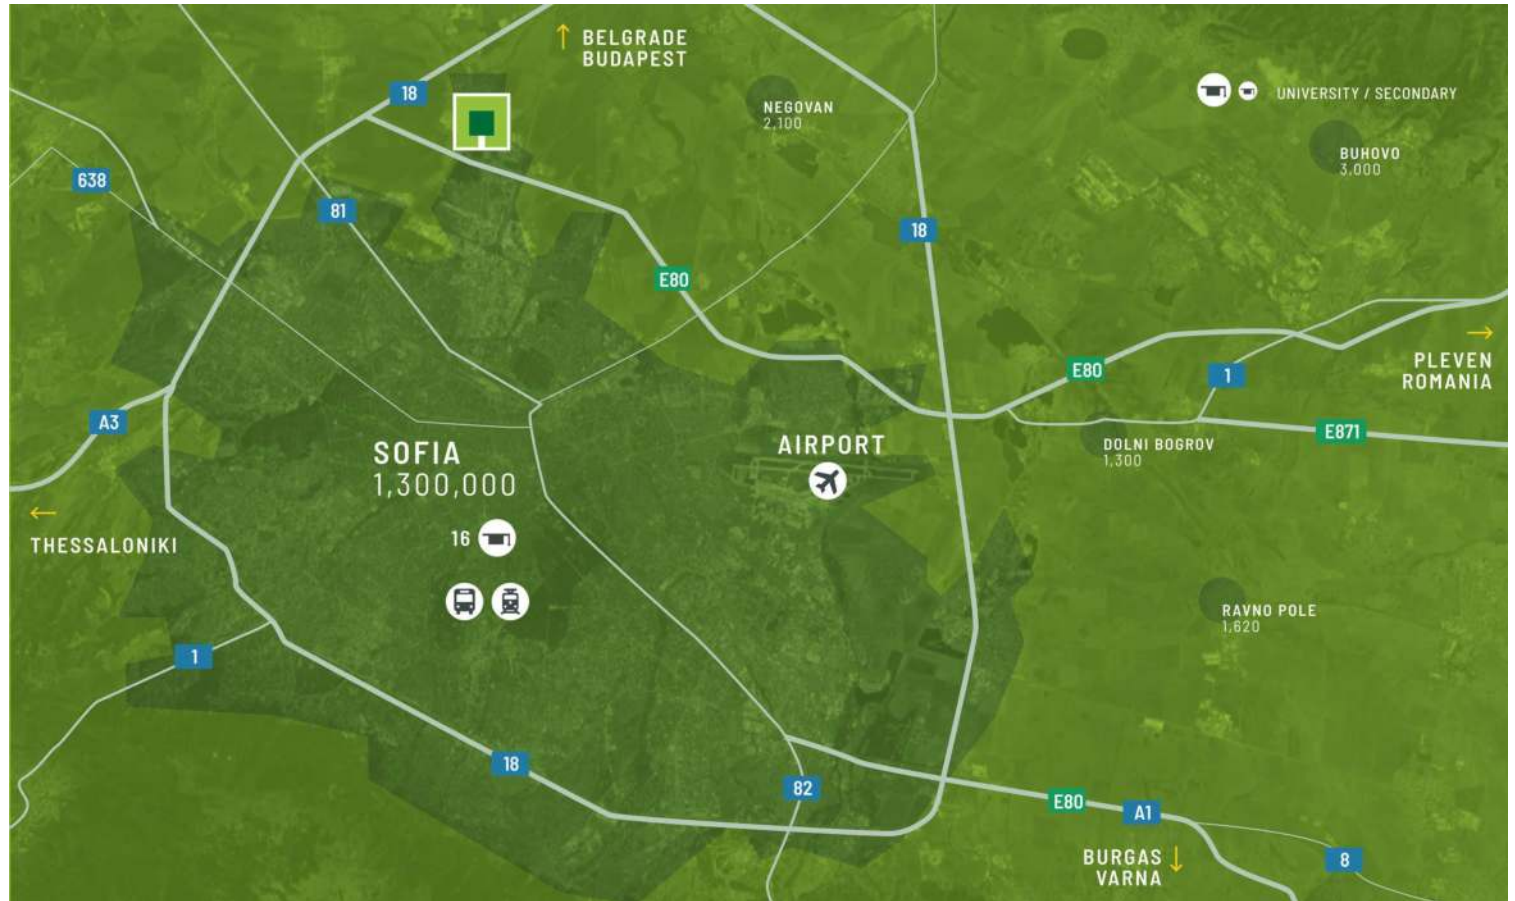 BELGRADE
BUDAPEST
18
UNIVERSITY / SECONDARY
NEGOVAN
2,100
BUHOVO
3,000
638
81
18
E80
PLEVEN
ROMANIA
E80
1
A3
E871
SOFIA
1,300,000
AIRPORT
DOLNI BOGROV
1,300
THESSALONIKI
16
RAVNO POLE
1,620
1
18
82
E80
A1
BURGAS
VARNA
8